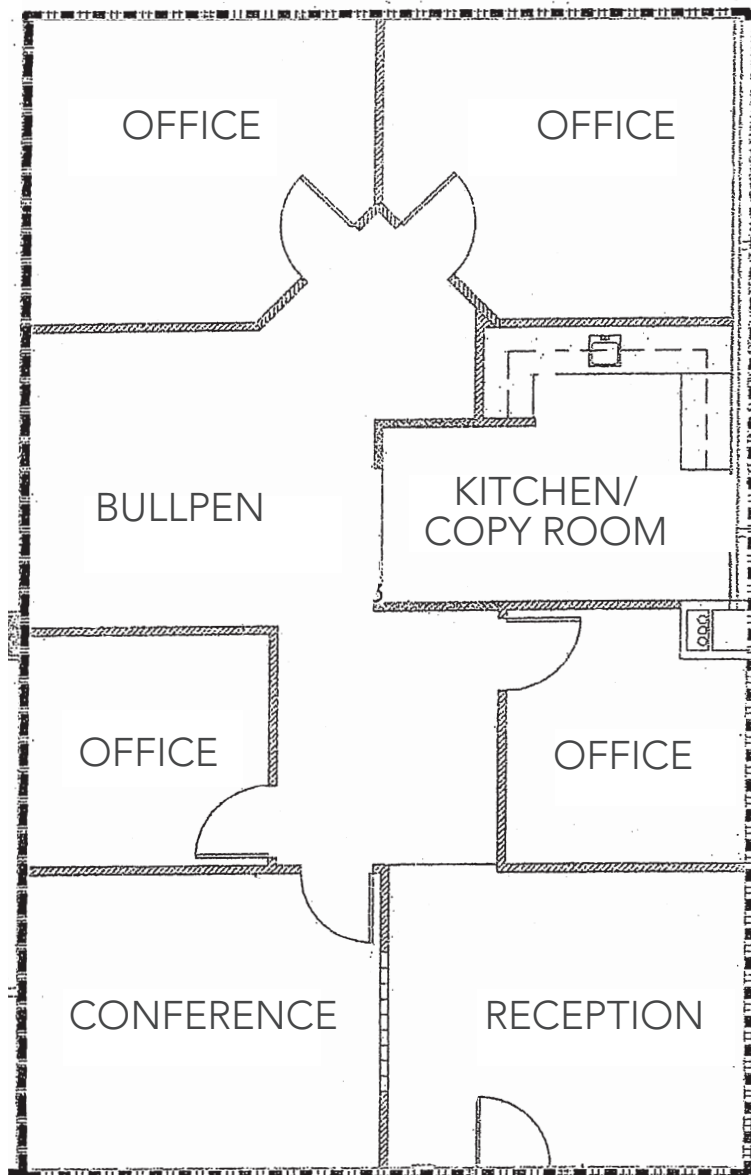 OFFICE
OFFICE
BULLPEN
KITCHEN/
COPY ROOM
OFFICE
OFFICE
CONFERENCE
RECEPTION